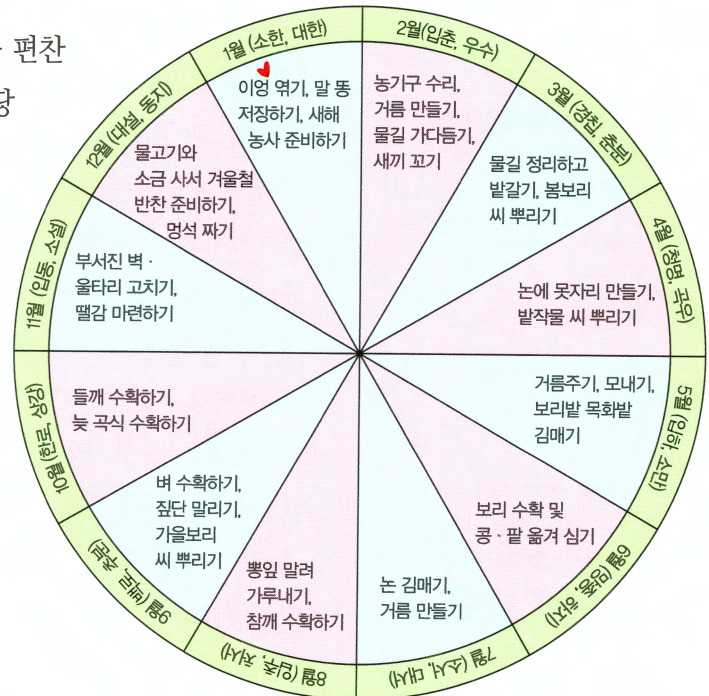 편찬
1월 (소한, 대한)
이엉 엮기, 말 똥
저장하기, 새해
농사 준비하기
2월(입춘, 우수)
농기구 수리,
거름 만들기,
물길 가다듬기,
새끼 꼬기
3월 (경칩, 춘분)
물길 정리하고
밭갈기, 봄보리
씨 뿌리기
4월 (청명, 곡우)
논에 못자리 만들기,
밭작물 씨 뿌리기
5월 (입하, 소만)
거름주기, 모내기,
보리밭 목화밭
김매기
6월 (망종, 하지)
보리 수확 및
콩 · 팥 옮겨 심기
7월 (소서, 대서)
논 김매기,
거름 만들기
8월 (입추, 처서)
뽕잎 말려
가루내기,
참깨 수확하기
9월 (백로, 추분)
벼 수확하기,
짚단 말리기,
가을보리
씨 뿌리기
10월(한로, 상강)
들깨 수확하기,
늦 곡식 수확하기
11월 (입동, 소설)
부서진 벽 ·
울타리 고치기,
땔감 마련하기
12월 (대설, 동지)
물고기와
소금 사서 겨울철
반찬 준비하기,
멍석 짜기